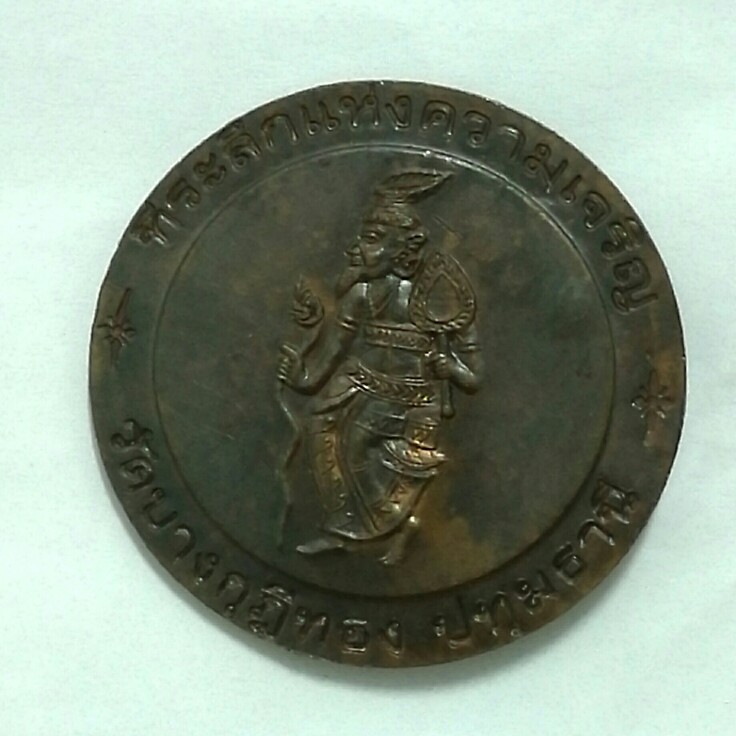 ที่ระลึกแห่งความเจริญ
วัดบางกุฎีทอง ปทุมธานี